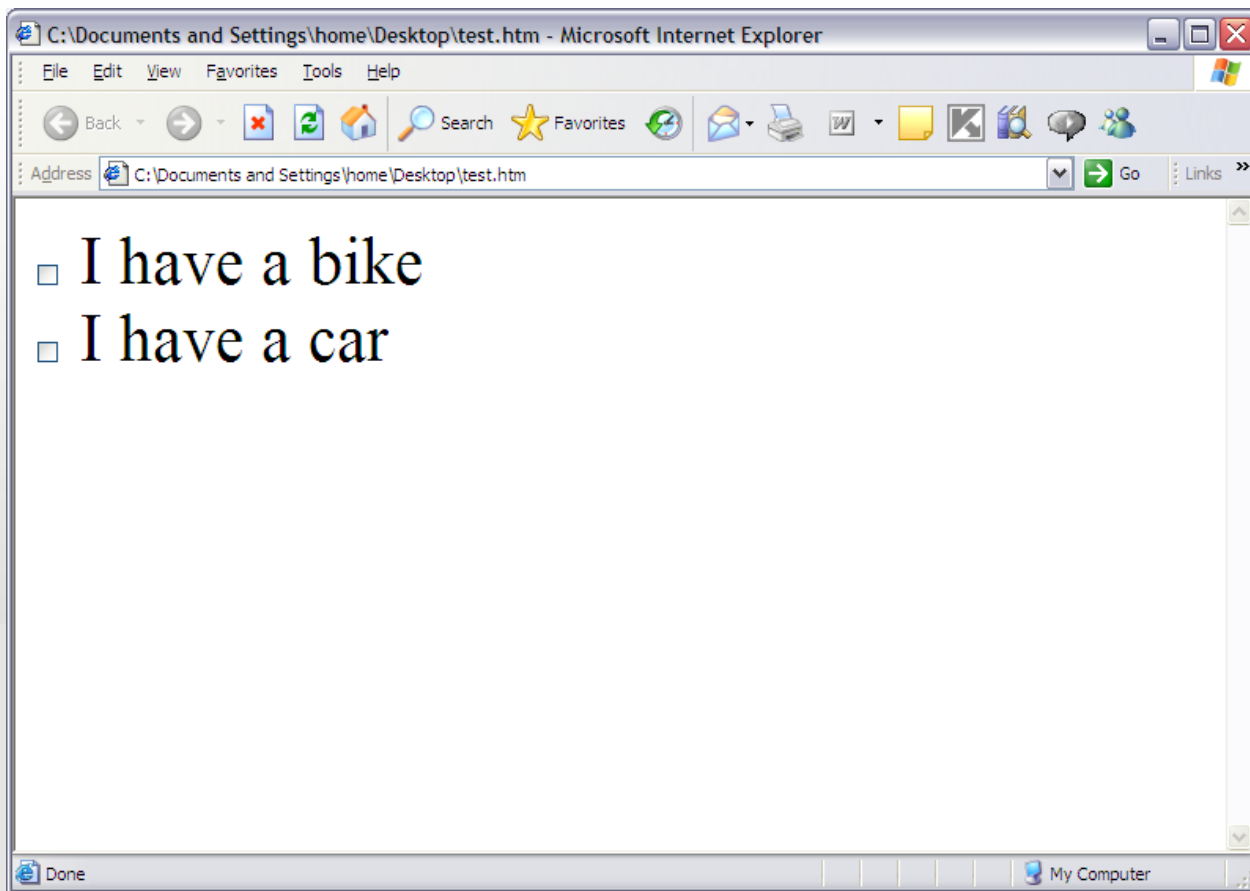 C:\Documents and Settings\home\Desktop\test.htm - Microsoft Internet Explorer
File Edit View Favorites Tools Help
Back Search Favorites W K
Address C:\Documents and Settings\home\Desktop\test.htm Go Links »
I have a bike
I have a car
Done My Computer